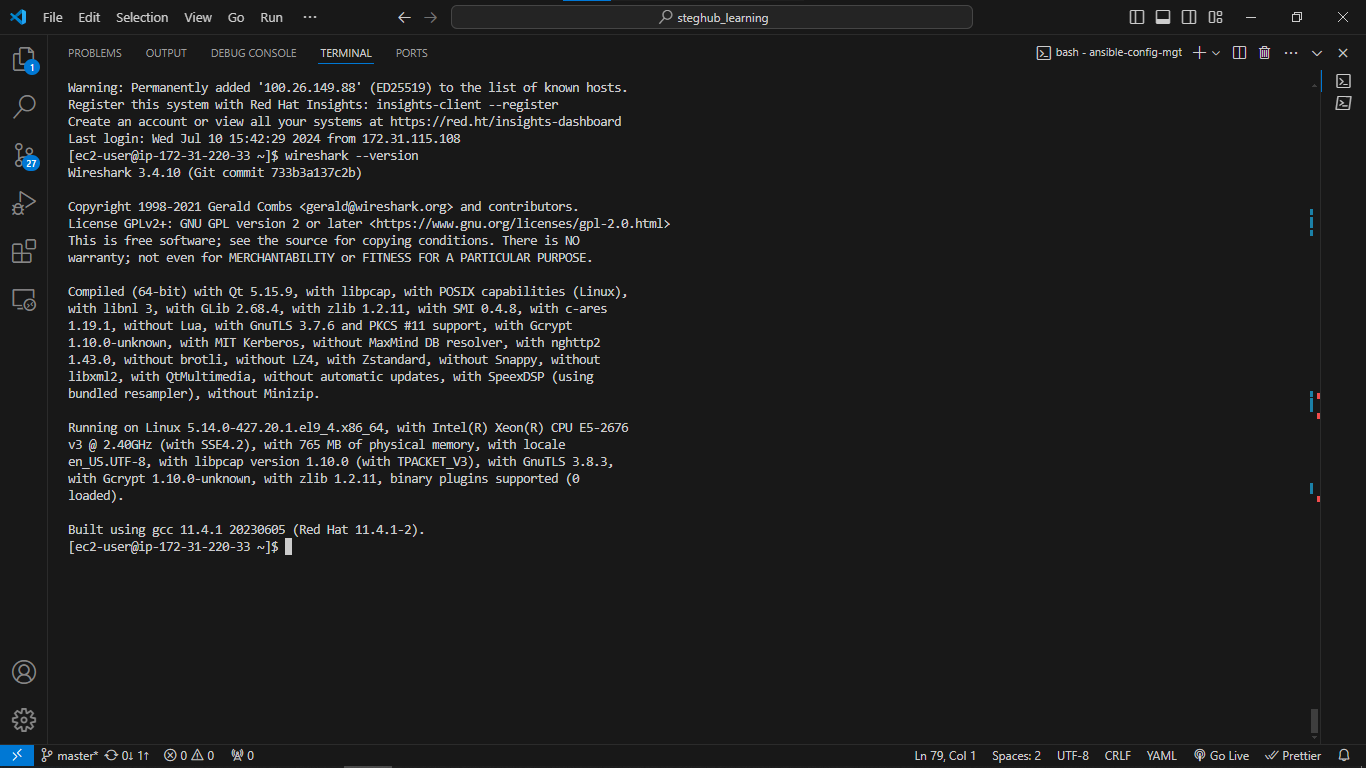 File Edit Selection View Go Run ··· steghub_learning
PROBLEMS OUTPUT DEBUG CONSOLE TERMINAL PORTS bash - ansible-config-mgt
Warning: Permanently added '100.26.149.88' (ED25519) to the list of known hosts.
Register this system with Red Hat Insights: insights-client --register
Create an account or view all your systems at https://red.ht/insights-dashboard
Last login: Wed Jul 10 15:42:29 2024 from 172.31.115.108
[ec2-user@ip-172-31-220-33 ~]$ wireshark --version
Wireshark 3.4.10 (Git commit 733b3a137c2b)
Copyright 1998-2021 Gerald Combs <gerald@wireshark.org> and contributors.
License GPLv2+: GNU GPL version 2 or later <https://www.gnu.org/licenses/gpl-2.0.html>
This is free software; see the source for copying conditions. There is NO
warranty; not even for MERCHANTABILITY or FITNESS FOR A PARTICULAR PURPOSE.
Compiled (64-bit) with Qt 5.15.9, with libpcap, with POSIX capabilities (Linux),
with libnl 3, with GLib 2.68.4, with zlib 1.2.11, with SMI 0.4.8, with c-ares
1.19.1, without Lua, with GnuTLS 3.7.6 and PKCS #11 support, with Gcrypt
1.10.0-unknown, with MIT Kerberos, without MaxMind DB resolver, with nghttp2
1.43.0, without brotli, without LZ4, with Zstandard, without Snappy, without
libxml2, with QtMultimedia, without automatic updates, with SpeexDSP (using
bundled resampler), without Minizip.
Running on Linux 5.14.0-427.20.1.el9_4.x86_64, with Intel(R) Xeon(R) CPU E5-2676
v3 @ 2.40GHz (with SSE4.2), with 765 MB of physical memory, with locale
en_US.UTF-8, with libpcap version 1.10.0 (with TPACKET_V3), with GnuTLS 3.8.3,
with Gcrypt 1.10.0-unknown, with zlib 1.2.11, binary plugins supported (0
loaded).
Built using gcc 11.4.1 20230605 (Red Hat 11.4.1-2).
[ec2-user@ip-172-31-220-33 ~]$
1
27
master* 0↓ 1↑ 0 0 0 Ln 79, Col 1 Spaces: 2 UTF-8 CRLF YAML Go Live Prettier